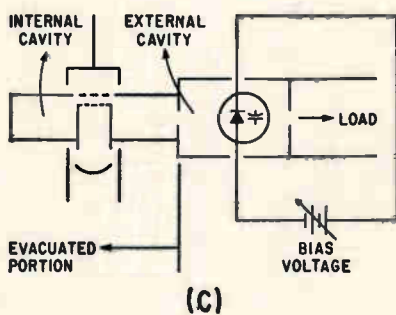 INTERNAL
CAVITY
EXTERNAL
CAVITY
LOAD
EVACUATED
PORTION
BIAS
VOLTAGE
(C)